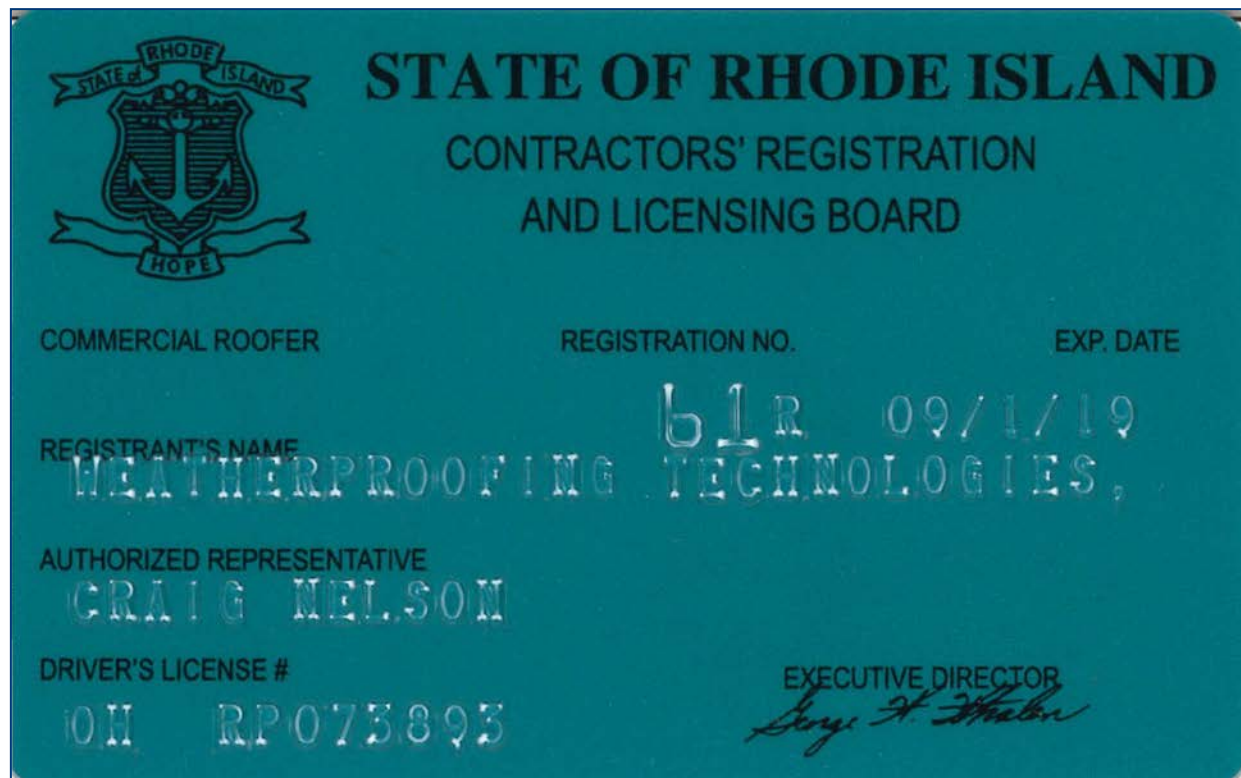 STATE of RHODE ISLAND
HOPE
STATE OF RHODE ISLAND
CONTRACTORS' REGISTRATION
AND LICENSING BOARD
COMMERCIAL ROOFER REGISTRATION NO. EXP. DATE
61R 09/1/19
REGISTRANT'S NAME
WEATHERPROOFING TECHNOLOGIES,
AUTHORIZED REPRESENTATIVE
CRAIG NELSON
DRIVER'S LICENSE # EXECUTIVE DIRECTOR
OH RP073893 George H. Whalen